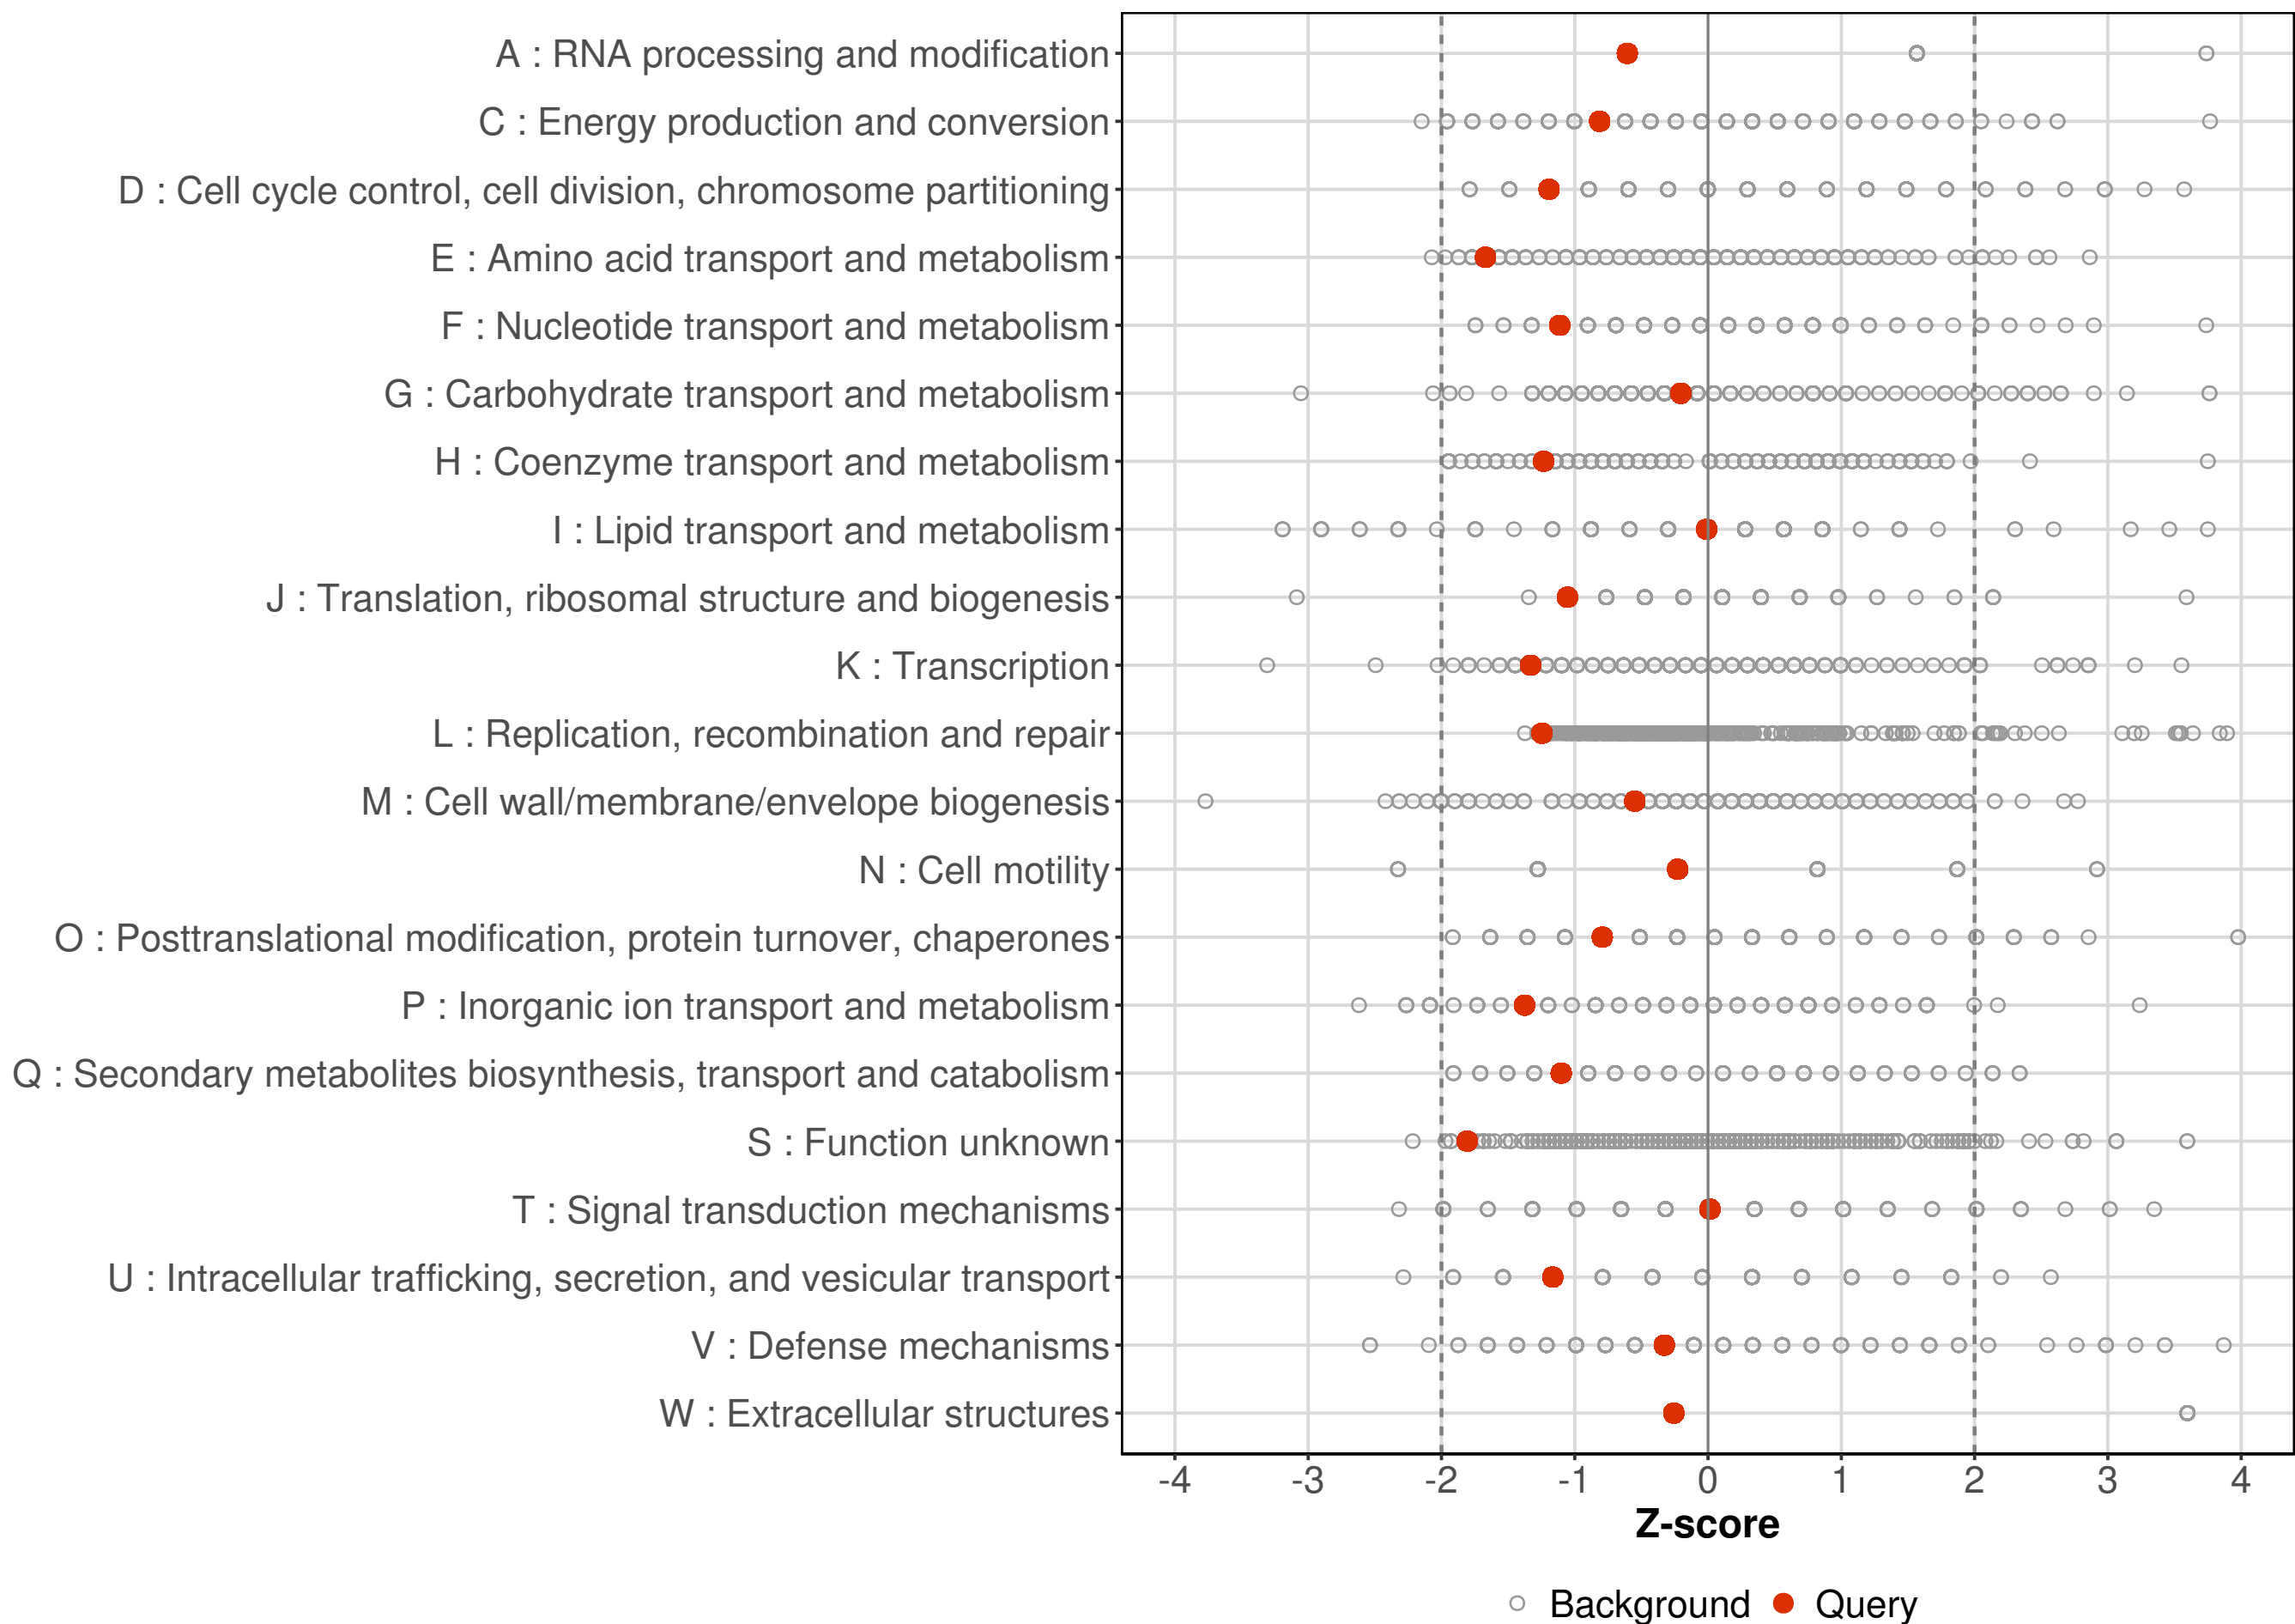 A : RNA processing and modification
C : Energy production and conversion
D : Cell cycle control, cell division, chromosome partitioning
E : Amino acid transport and metabolism
F : Nucleotide transport and metabolism
G : Carbohydrate transport and metabolism
H : Coenzyme transport and metabolism
I : Lipid transport and metabolism
J : Translation, ribosomal structure and biogenesis
K : Transcription
L : Replication, recombination and repair
M : Cell wall/membrane/envelope biogenesis
N : Cell motility
O : Posttranslational modification, protein turnover, chaperones
P : Inorganic ion transport and metabolism
Q : Secondary metabolites biosynthesis, transport and catabolism
S : Function unknown
T : Signal transduction mechanisms
U : Intracellular trafficking, secretion, and vesicular transport
V : Defense mechanisms
W : Extracellular structures
-4 -3 -2 -1 0 1 2 3 4
Z-score
Background Query